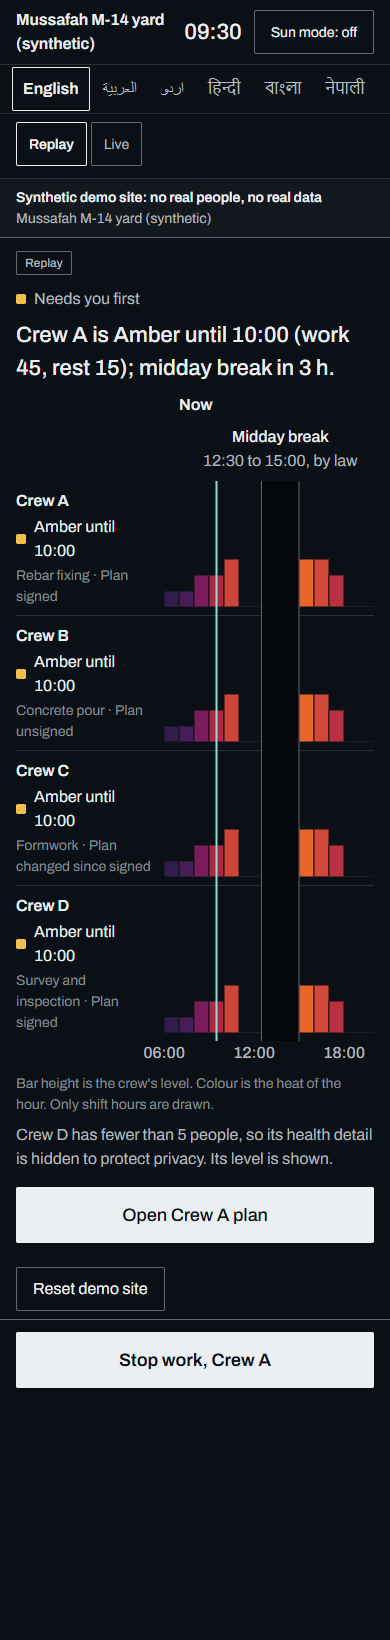 Mussafah M-14 yard
(synthetic)
09:30
Sun mode: off
English
العربية
اردو
हिन्दी
বাংলা
नेपाली
Replay
Live
Synthetic demo site: no real people, no real data
Mussafah M-14 yard (synthetic)
Replay
Needs you first
Crew A is Amber until 10:00 (work
45, rest 15); midday break in 3 h.
Now
Midday break
12:30 to 15:00, by law
Crew A
Amber until
10:00
Rebar fixing · Plan
signed
Crew B
Amber until
10:00
Concrete pour · Plan
unsigned
Crew C
Amber until
10:00
Formwork · Plan
changed since signed
Crew D
Amber until
10:00
Survey and
inspection · Plan
signed
06:00
12:00
18:00
Bar height is the crew's level. Colour is the heat of the
hour. Only shift hours are drawn.
Crew D has fewer than 5 people, so its health detail
is hidden to protect privacy. Its level is shown.
Open Crew A plan
Reset demo site
Stop work, Crew A